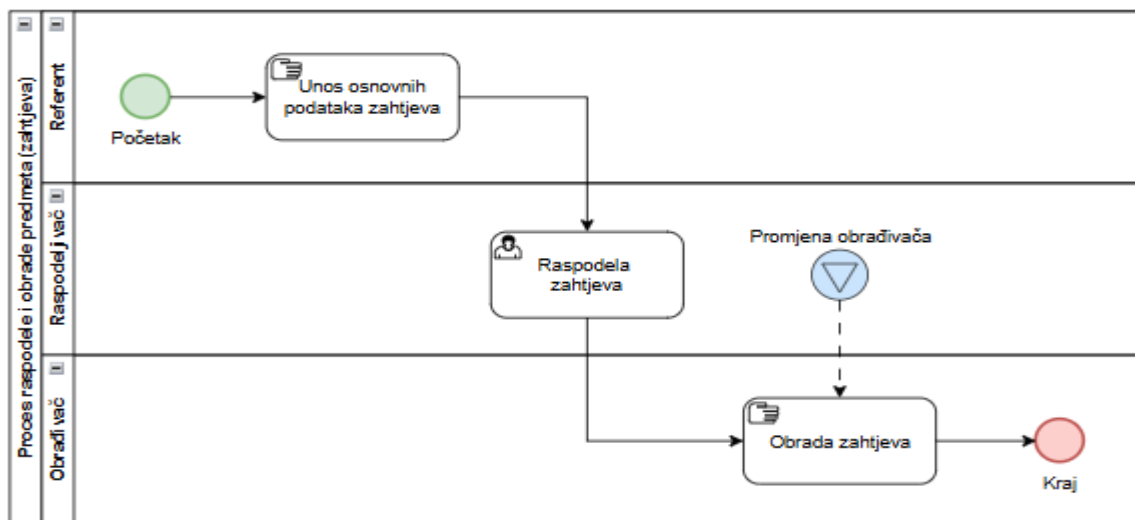 Proces raspodele i obrade predmeta (zahtjeva)
Referent
Početak
Unos osnovnih
podataka zahtjeva
Raspodeljivač
Raspodela
zahtjeva
Promjena obrađivača
Obrađivač
Obrada zahtjeva
Kraj